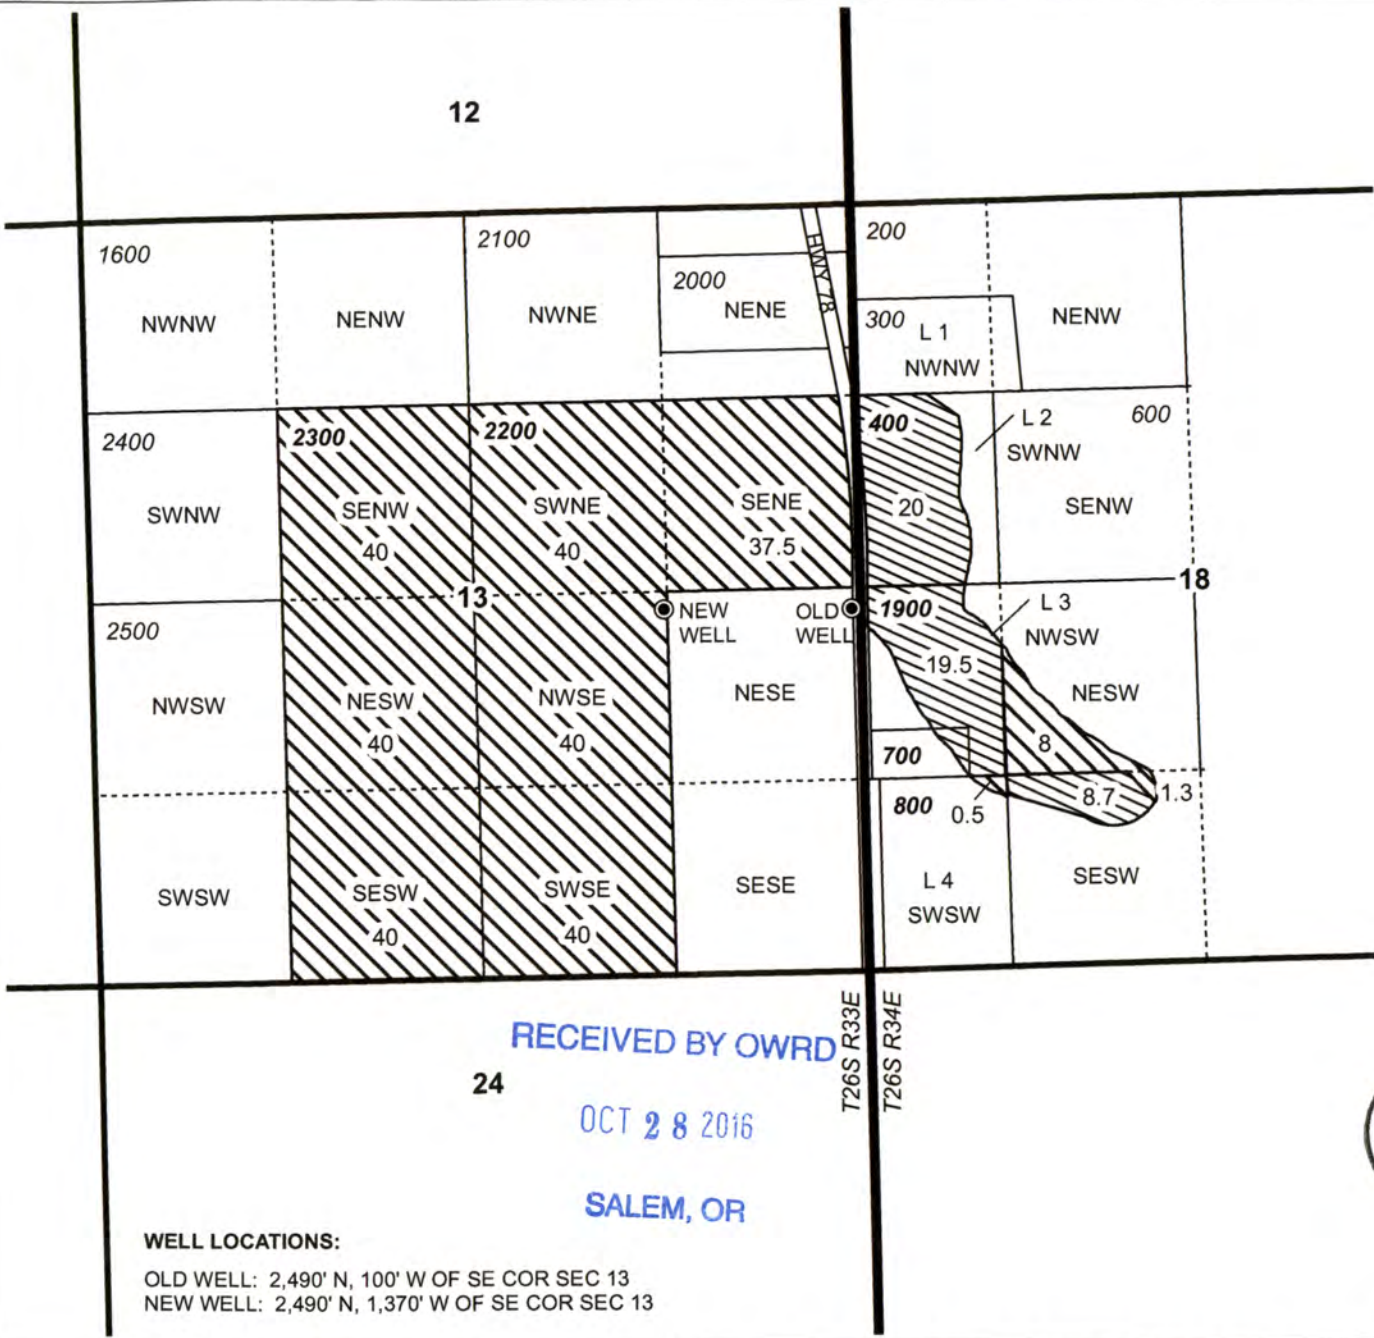 12
1600
2100
2000
HWY 78
200
NWNW
NENW
NWNE
NENE
300
L 1
NWNW
NENW
2400
2300
2200
400
L 2
SWNW
600
SWNW
SENW
40
SWNE
40
SENE
37.5
20
SENW
13
18
2500
NEW
WELL
OLD
WELL
1900
L 3
NWSW
19.5
NWSW
NESW
40
NWSE
40
NESE
NESW
8
700
800
0.5
8.7
1.3
SWSW
SESW
40
SWSE
40
SESE
L 4
SWSW
SESW
T26S R33E
T26S R34E
RECEIVED BY OWRD
24
OCT 28 2016
SALEM, OR
WELL LOCATIONS:
OLD WELL: 2,490' N, 100' W OF SE COR SEC 13
NEW WELL: 2,490' N, 1,370' W OF SE COR SEC 13